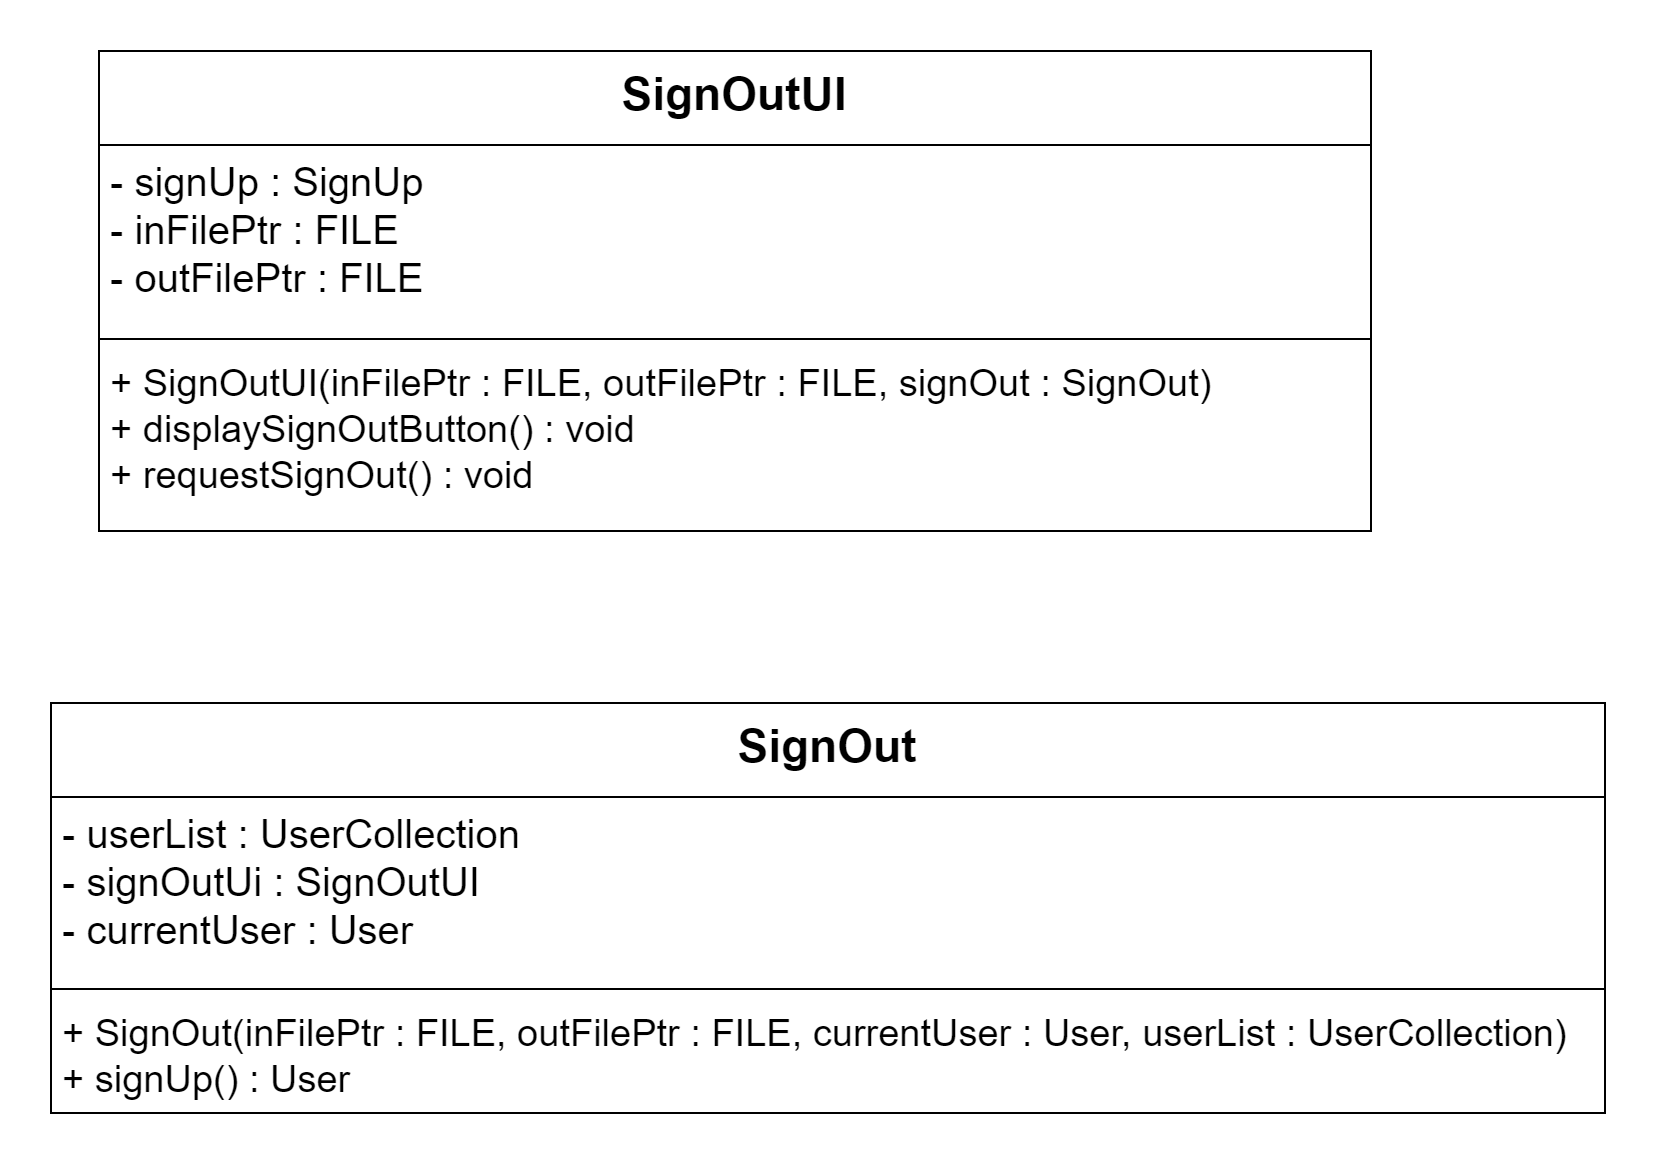 SignOutUI
- signUp : SignUp
- inFilePtr : FILE
- outFilePtr : FILE
+ SignOutUI(inFilePtr : FILE, outFilePtr : FILE, signOut : SignOut)
+ displaySignOutButton() : void
+ requestSignOut() : void
SignOut
- userList : UserCollection
- signOutUi : SignOutUI
- currentUser : User
+ SignOut(inFilePtr : FILE, outFilePtr : FILE, currentUser : User, userList : UserCollection)
+ signUp() : User